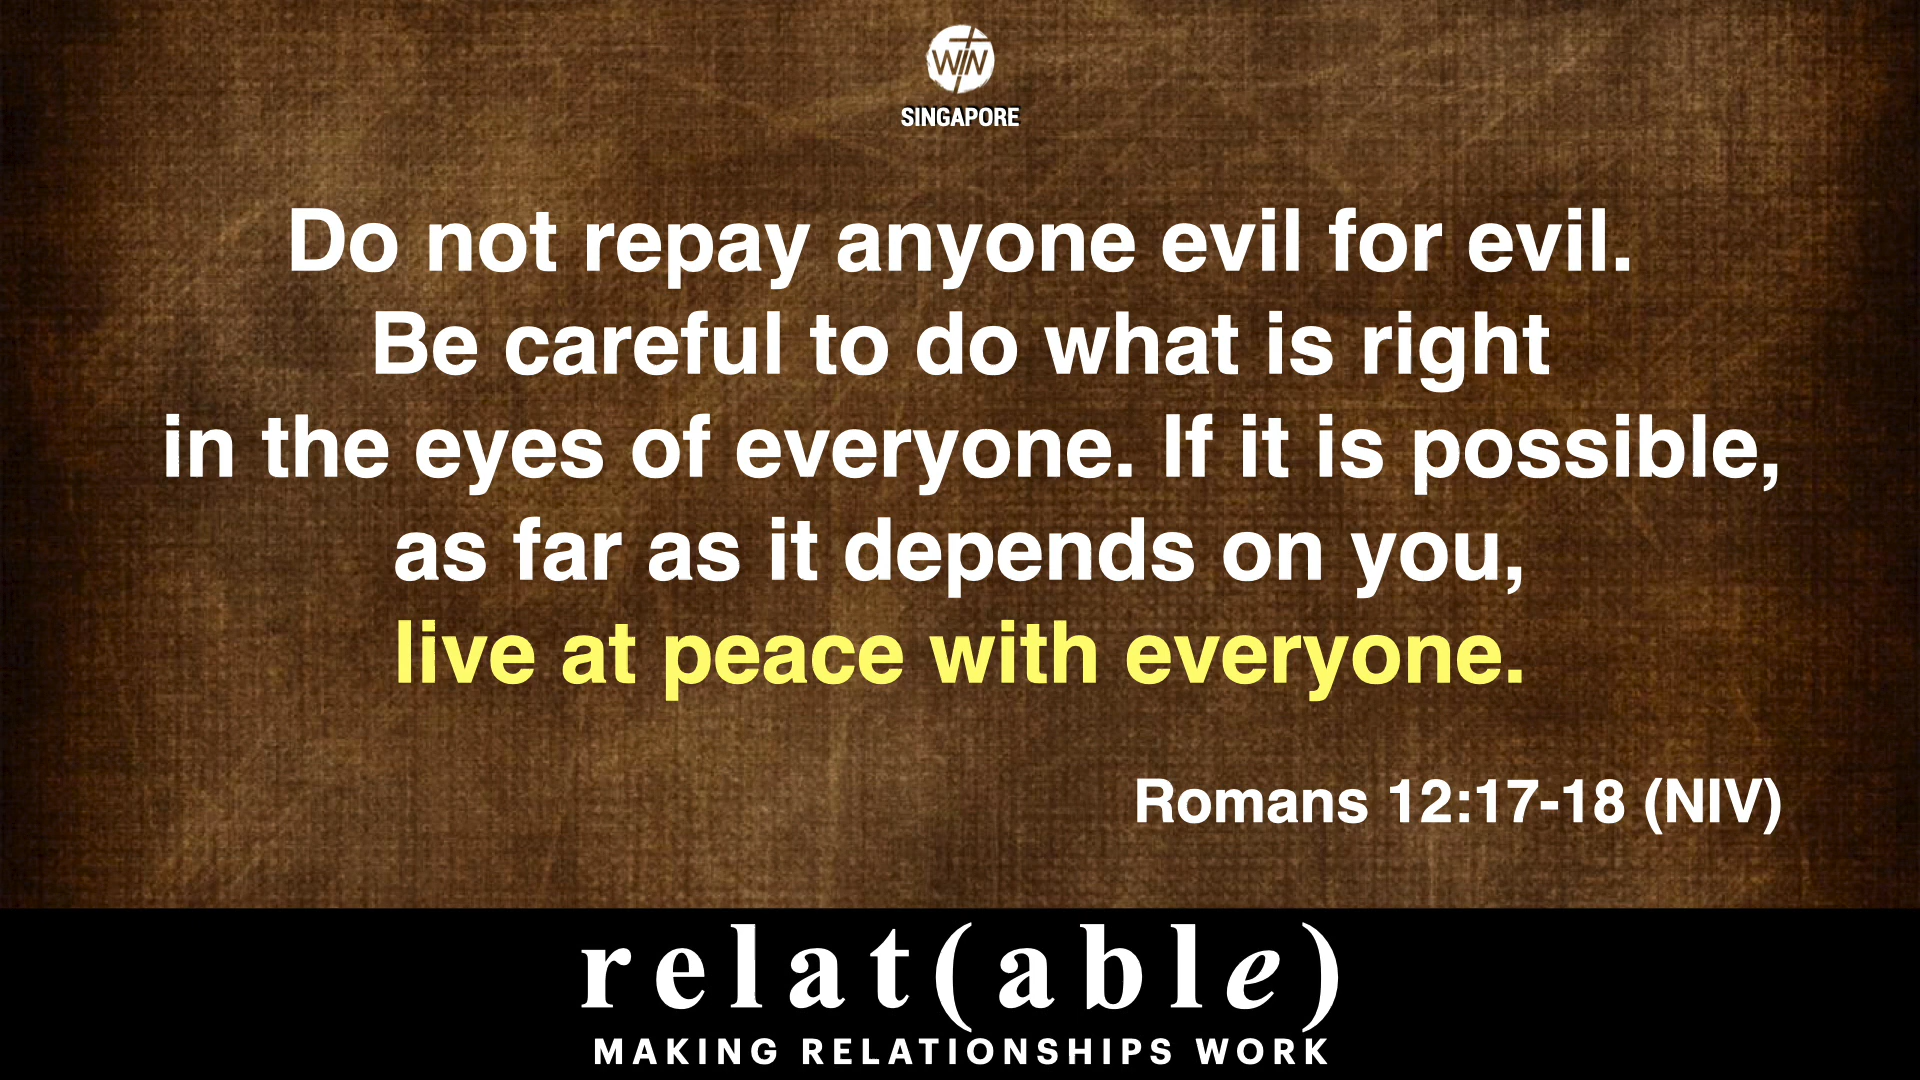 WIN
SINGAPORE
Do not repay anyone evil for evil.
Be careful to do what is right
in the eyes of everyone. If it is possible,
as far as it depends on you,
live at peace with everyone.
Romans 12:17-18 (NIV)
relat(able)
MAKING RELATIONSHIPS WORK